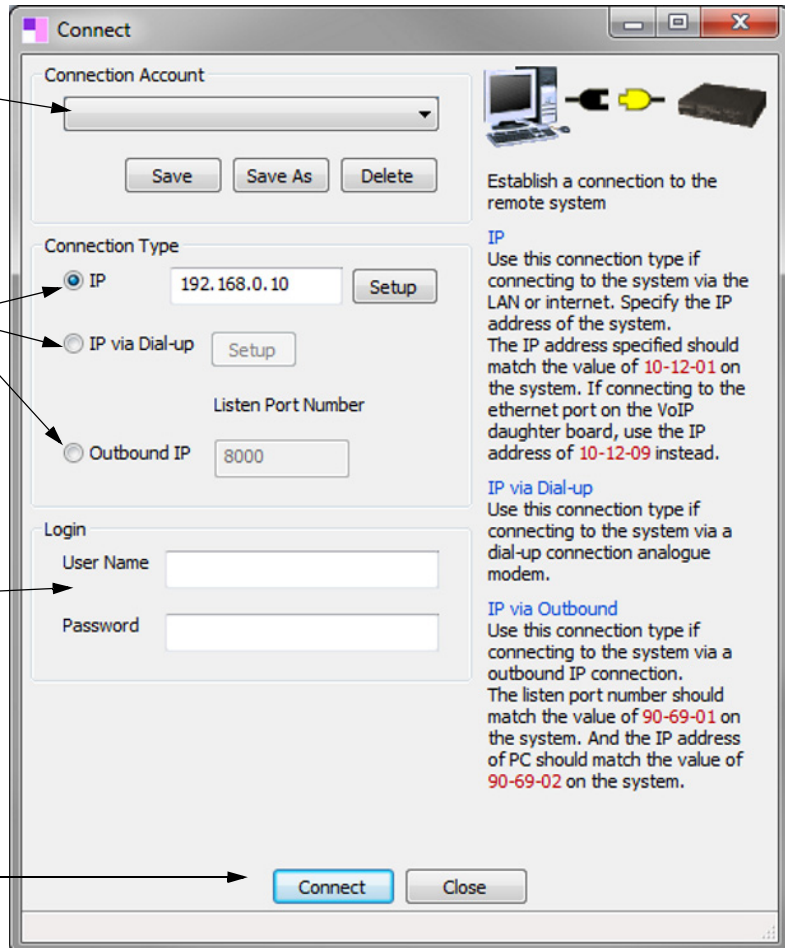 Connect
Connection Account
Save
Save As
Delete
Connection Type
IP
192.168.0.10
Setup
IP via Dial-up
Setup
Listen Port Number
Outbound IP
8000
Login
User Name
Password
Establish a connection to the
remote system
IP
Use this connection type if
connecting to the system via the
LAN or internet. Specify the IP
address of the system.
The IP address specified should
match the value of 10-12-01 on
the system. If connecting to the
ethernet port on the VoIP
daughter board, use the IP
address of 10-12-09 instead.
IP via Dial-up
Use this connection type if
connecting to the system via a
dial-up connection analogue
modem.
IP via Outbound
Use this connection type if
connecting to the system via a
outbound IP connection.
The listen port number should
match the value of 90-69-01 on
the system. And the IP address
of PC should match the value of
90-69-02 on the system.
Connect
Close